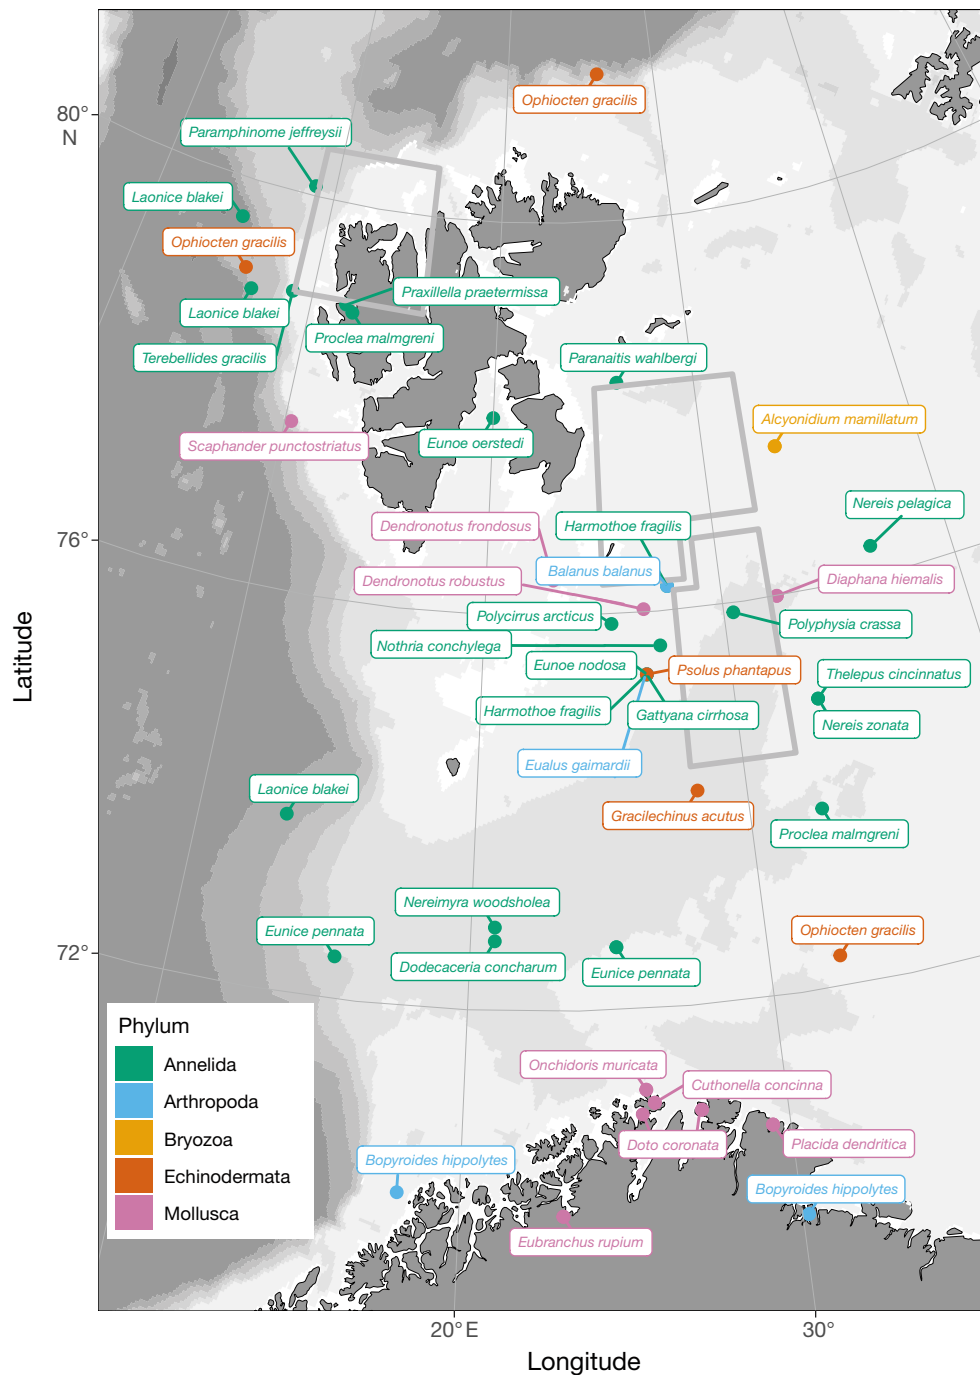 Ophiocten gracilis
80°
N
Paramphinome jeffreysii
Laonice blakei
Ophiocten gracilis
Praxillella praetermissa
Laonice blakei
Proclea malmgreni
Terebellides gracilis
Paranaitis wahlbergi
Alcyonidium mamillatum
Scaphander punctostriatus
Eunoe oerstedi
Nereis pelagica
Dendronotus frondosus
Harmothoe fragilis
76°
Balanus balanus
Dendronotus robustus
Diaphana hiemalis
Polycirrus arcticus
Polyphysia crassa
Nothria conchylega
Eunoe nodosa
Psolus phantapus
Thelepus cincinnatus
Harmothoe fragilis
Gattyana cirrhosa
Nereis zonata
Eualus gaimardii
Laonice blakei
Gracilechinus acutus
Proclea malmgreni
Nereimyra woodsholea
Eunice pennata
Ophiocten gracilis
72°
Dodecaceria concharum
Eunice pennata
Latitude
Phylum
Annelida
Arthropoda
Bryozoa
Echinodermata
Mollusca
Onchidoris muricata
Cuthonella concinna
Doto coronata
Placida dendritica
Bopyroides hippolytes
Bopyroides hippolytes
Eubranchus rupium
20°E
30°
Longitude